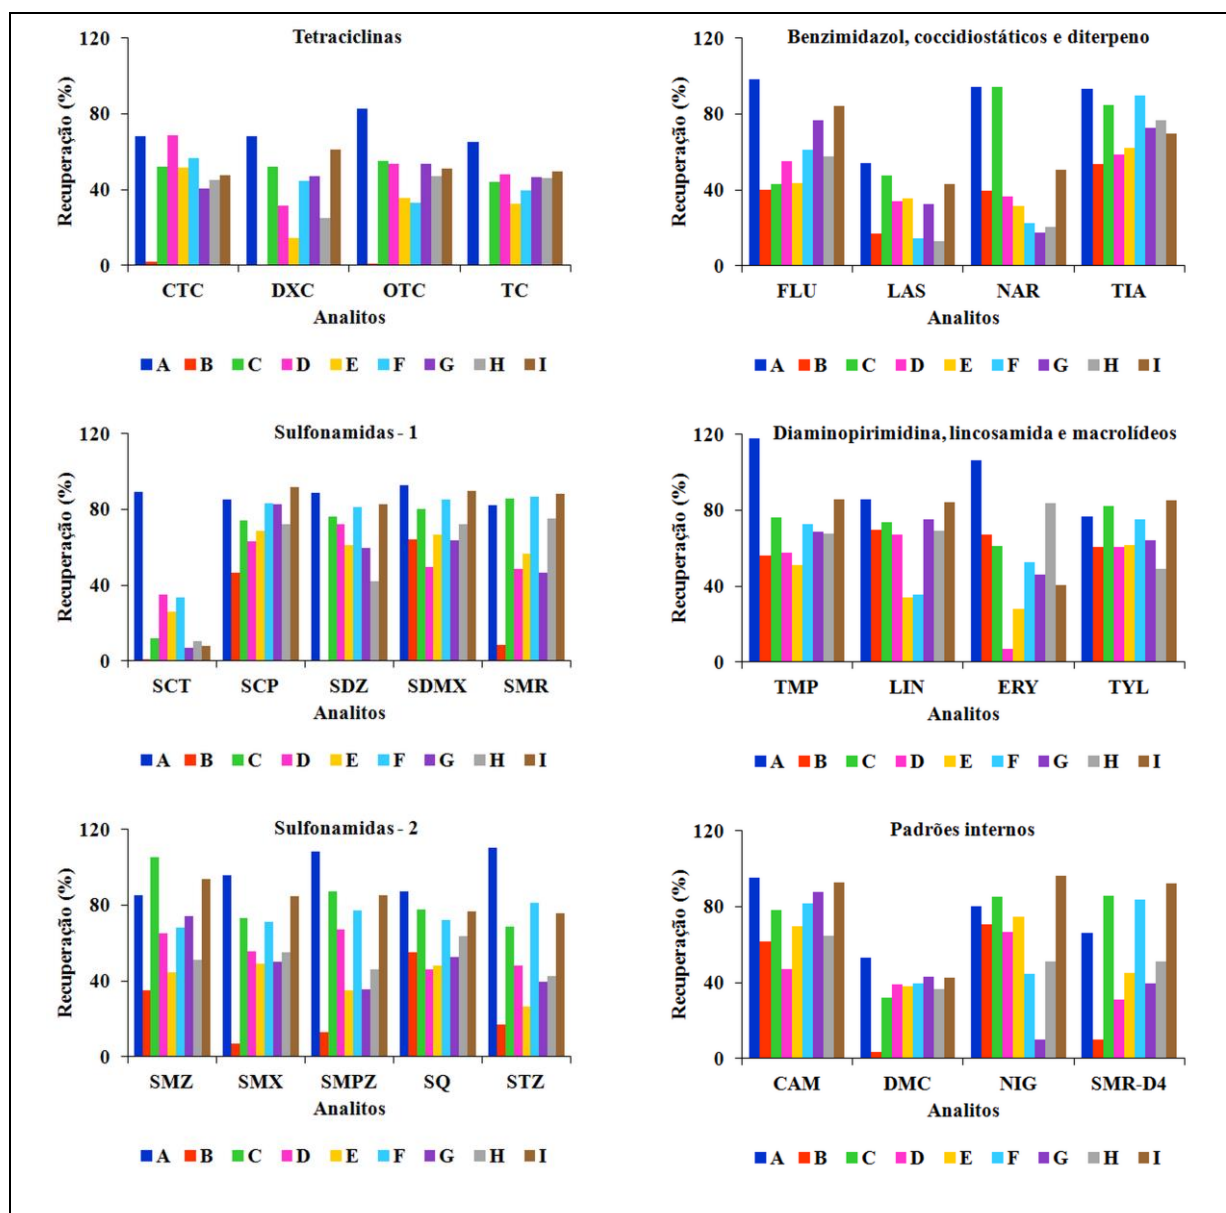 Tetraciclinas
Recuperação (%)
120
80
40
0
CTC DXC OTC TC
Analitos
A B C D E F G H I
Benzimidazol, coccidiostáticos e diterpeno
Recuperação (%)
120
80
40
0
FLU LAS NAR TIA
Analitos
A B C D E F G H I
Sulfonamidas - 1
Recuperação (%)
120
80
40
0
SCT SCP SDZ SDMX SMR
Analitos
A B C D E F G H I
Diaminopirimidina, lincosamida e macrolídeos
Recuperação (%)
120
80
40
0
TMP LIN ERY TYL
Analitos
A B C D E F G H I
Sulfonamidas - 2
Recuperação (%)
120
80
40
0
SMZ SMX SMPZ SQ STZ
Analitos
A B C D E F G H I
Padrões internos
Recuperação (%)
120
80
40
0
CAM DMC NIG SMR-D4
Analitos
A B C D E F G H I